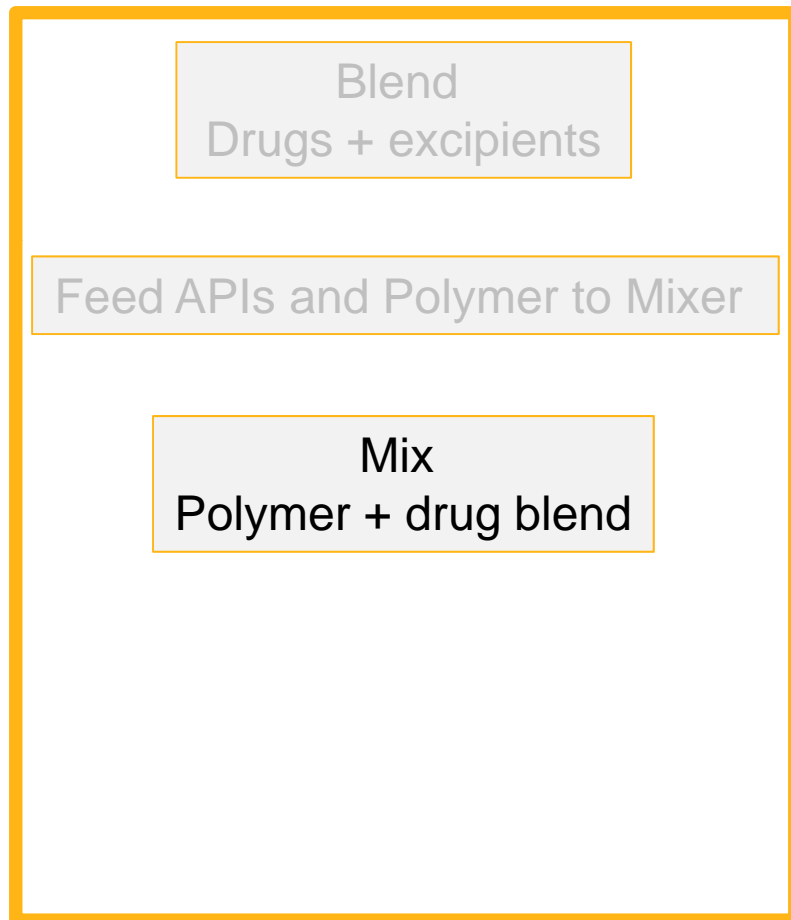 Blend
Drugs + excipients
Feed APIs and Polymer to Mixer
Mix
Polymer + drug blend